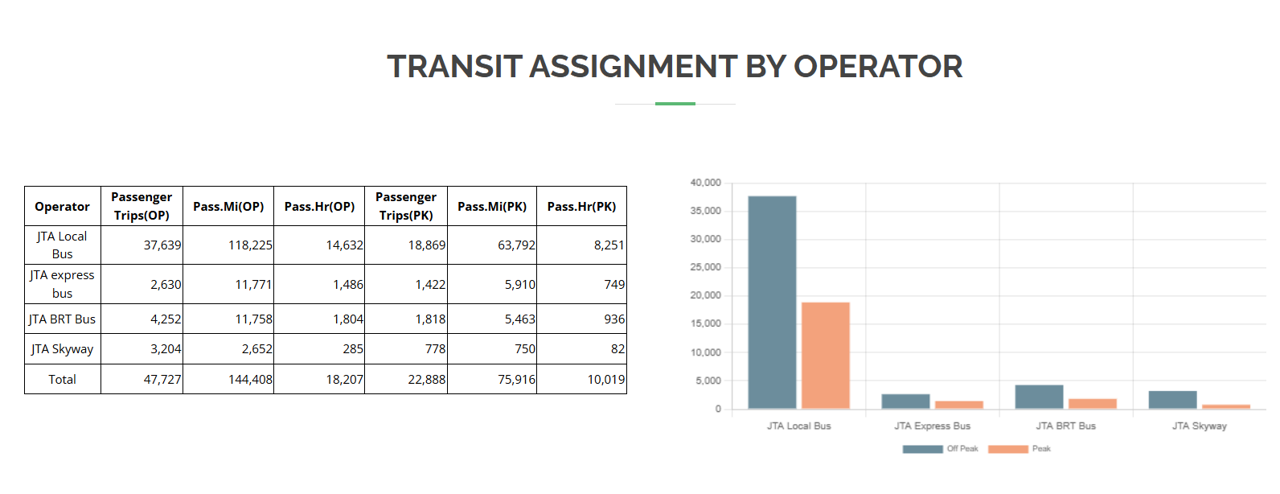 TRANSIT ASSIGNMENT BY OPERATOR
Operator Passenger Trips(OP) Pass.Mi(OP) Pass.Hr(OP) Passenger Trips(PK) Pass.Mi(PK) Pass.Hr(PK)
JTA Local Bus 37,639 118,225 14,632 18,869 63,792 8,251
JTA express bus 2,630 11,771 1,486 1,422 5,910 749
JTA BRT Bus 4,252 11,758 1,804 1,818 5,463 936
JTA Skyway 3,204 2,652 285 778 750 82
Total 47,727 144,408 18,207 22,888 75,916 10,019
40,000
35,000
30,000
25,000
20,000
15,000
10,000
5,000
0
JTA Local Bus JTA Express Bus JTA BRT Bus JTA Skyway
Off Peak Peak